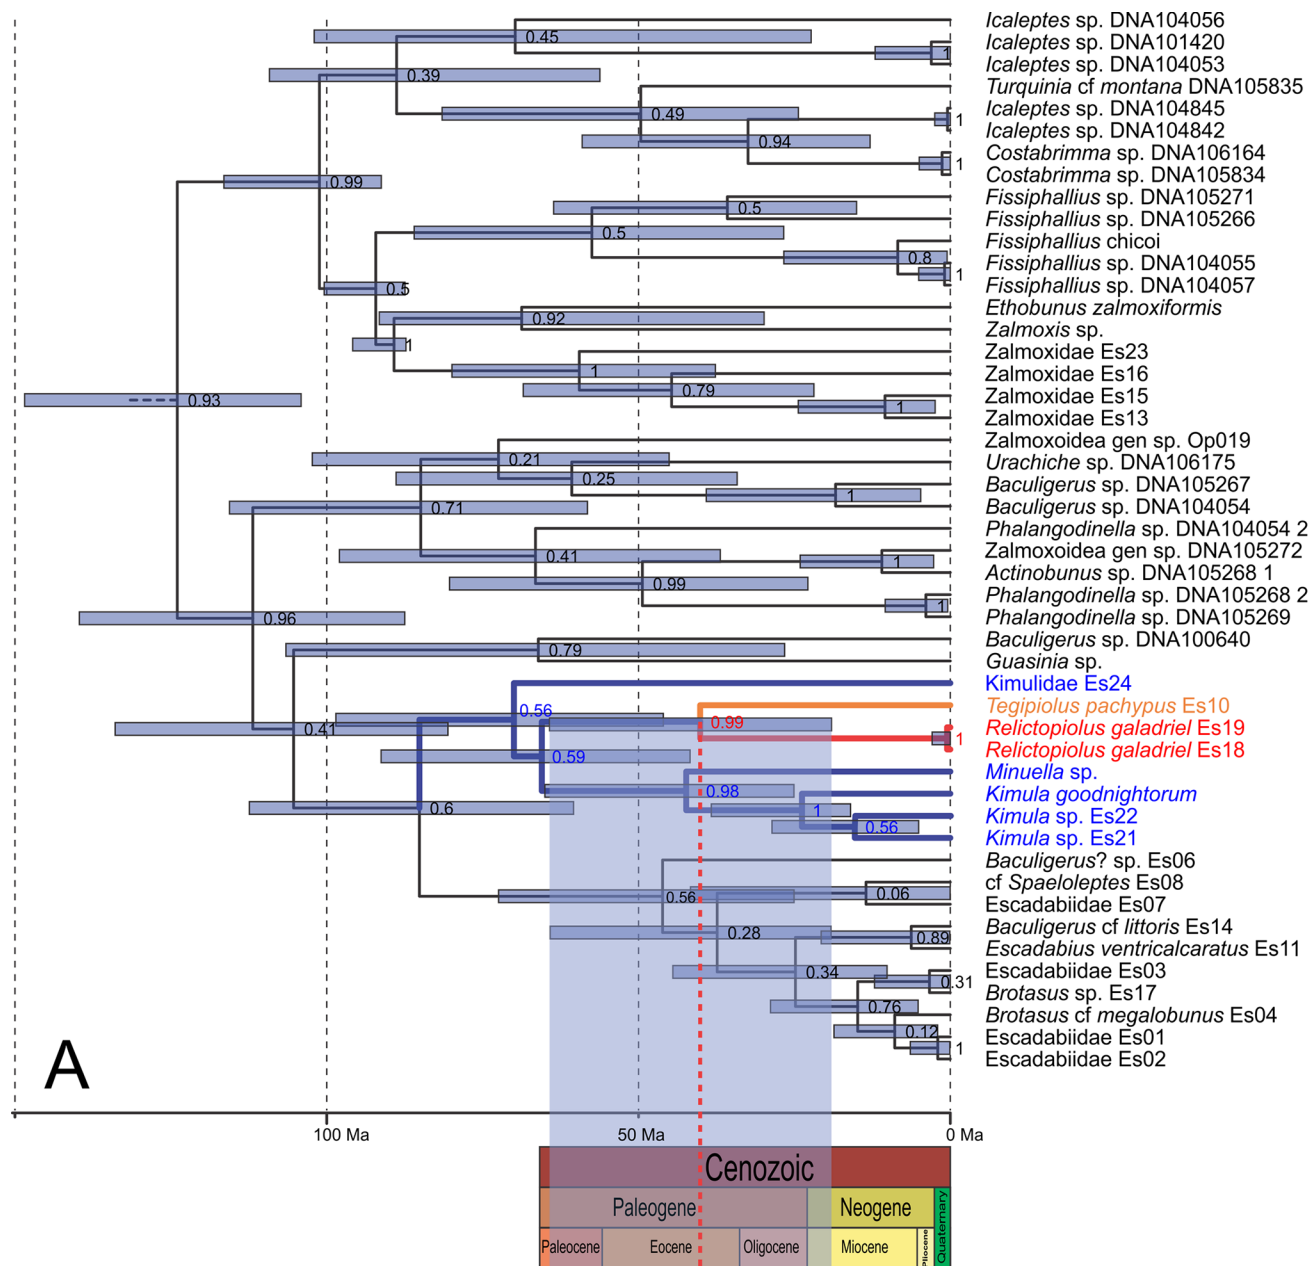 Icaleptes sp. DNA104056
0.45
Icaleptes sp. DNA101420
1
Icaleptes sp. DNA104053
0.39
Turquinia cf montana DNA105835
Icaleptes sp. DNA104845
0.49
1
Icaleptes sp. DNA104842
0.94
Costabrimma sp. DNA106164
1
Costabrimma sp. DNA105834
0.99
Fissiphallius sp. DNA105271
0.5
Fissiphallius sp. DNA105266
0.5
Fissiphallius chicoi
0.8
Fissiphallius sp. DNA104055
1
Fissiphallius sp. DNA104057
0.5
Ethobunus zalmoxiformis
0.92
Zalmoxis sp.
1
Zalmoxidae Es23
1
Zalmoxidae Es16
0.79
Zalmoxidae Es15
0.93
1
Zalmoxidae Es13
Zalmoxoidea gen sp. Op019
0.21
Urachiche sp. DNA106175
0.25
Baculigerus sp. DNA105267
1
Baculigerus sp. DNA104054
0.71
Phalangodinella sp. DNA104054 2
Zalmoxoidea gen sp. DNA105272
0.41
1
Actinobunus sp. DNA105268 1
0.99
Phalangodinella sp. DNA105268 2
1
Phalangodinella sp. DNA105269
0.96
Baculigerus sp. DNA100640
0.79
Guasinia sp.
Kimulidae Es24
0.56
Tegipiolus pachypus Es10
0.99
Relictopiolus galadriel Es19
0.41
1
Relictopiolus galadriel Es18
0.59
Minuella sp.
0.98
Kimula goodnightorum
0.6
1
Kimula sp. Es22
0.56
Kimula sp. Es21
Baculigerus? sp. Es06
cf Spaeloleptes Es08
0.56
0.06
Escadabiidae Es07
Baculigerus cf littoris Es14
0.28
0.89
Escadabius ventricalcaratus Es11
0.34
Escadabiidae Es03
0.31
Brotasus sp. Es17
0.76
Brotasus cf megalobunus Es04
0.12
Escadabiidae Es01
1
Escadabiidae Es02
A
100 Ma
50 Ma
0 Ma
Cenozoic
Paleogene
Neogene
Quaternary
Paleocene
Eocene
Oligocene
Miocene
Pliocene